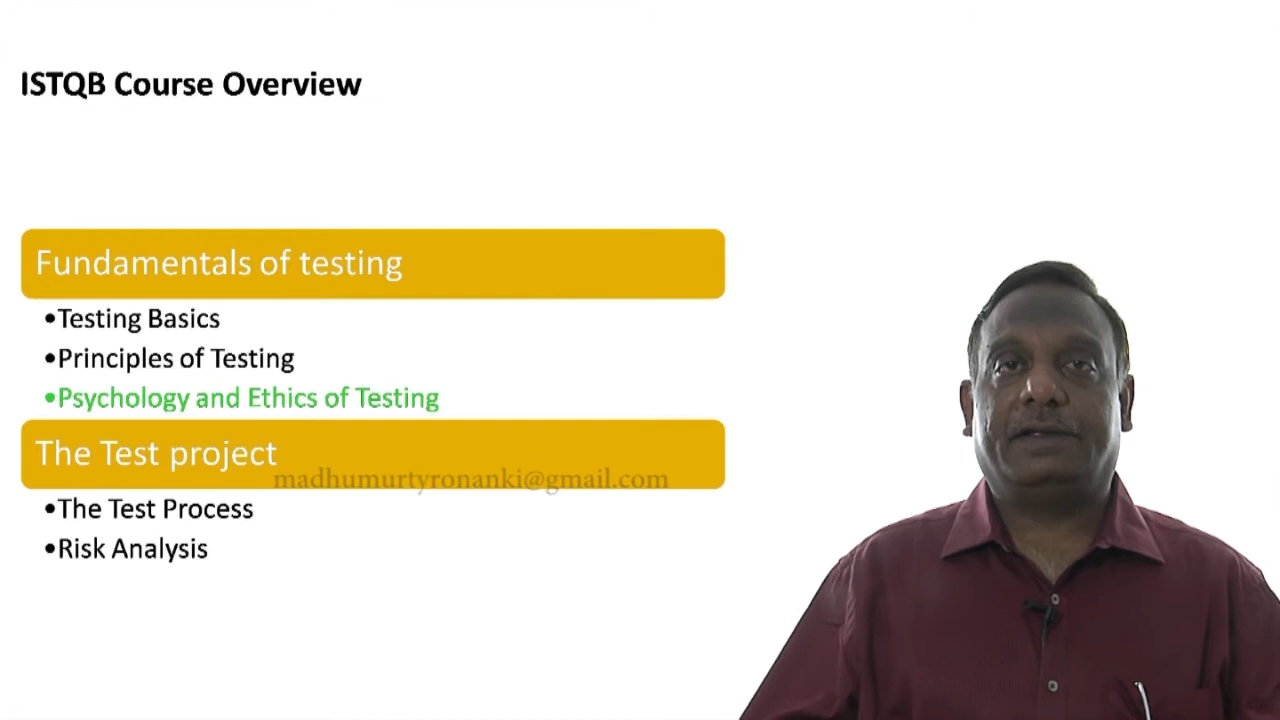 ISTQB Course Overview
Fundamentals of testing
•Testing Basics
•Principles of Testing
•Psychology and Ethics of Testing
The Test project
madhumurtyronanki@gmail.com
•The Test Process
•Risk Analysis